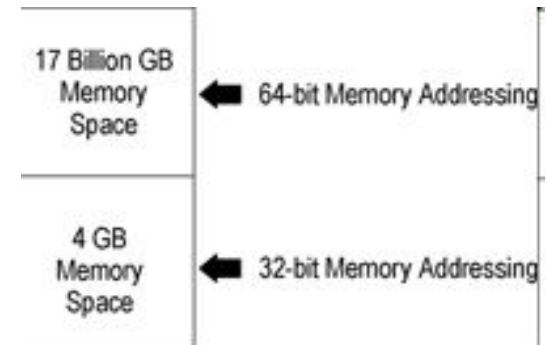 17 Billion GB
Memory
Space
64-bit Memory Addressing
4 GB
Memory
Space
32-bit Memory Addressing